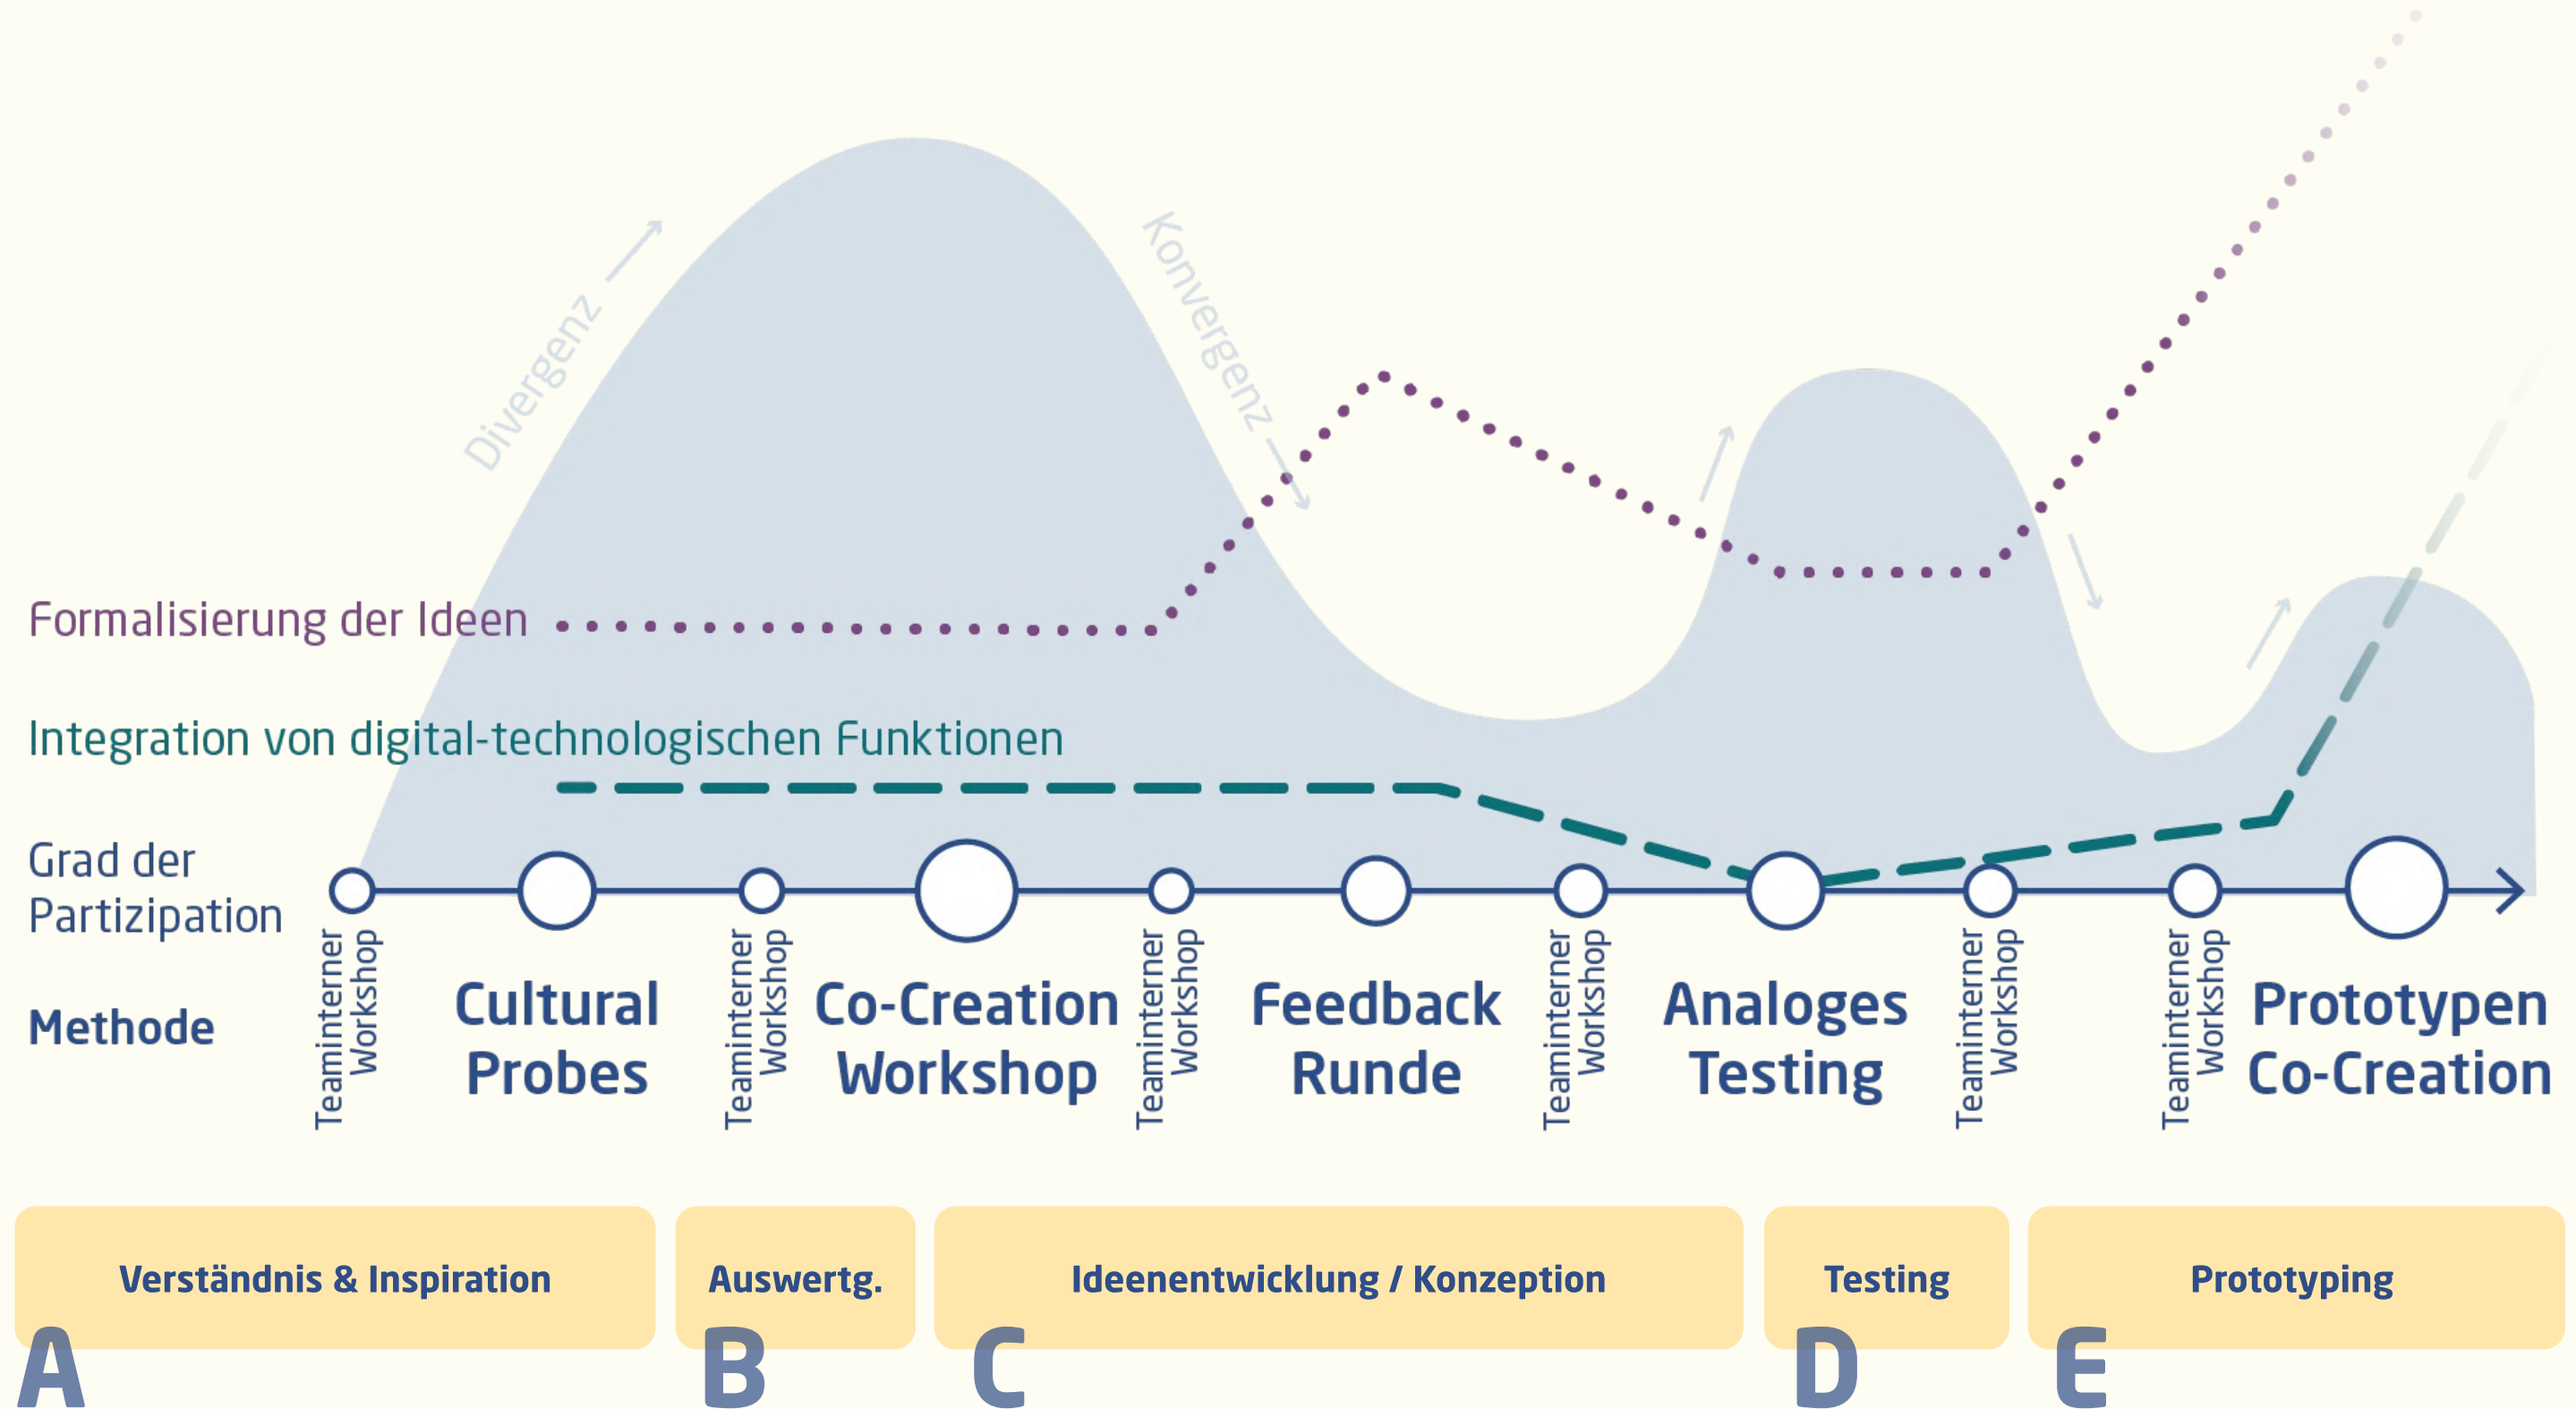 Divergenz
Konvergenz
Formalisierung der Ideen
Integration von digital-technologischen Funktionen
Grad der
Partizipation
Methode
Teaminterner
Workshop
Cultural
Probes
Teaminterner
Workshop
Co-Creation
Workshop
Teaminterner
Workshop
Feedback
Runde
Teaminterner
Workshop
Analoges
Testing
Teaminterner
Workshop
Teaminterner
Workshop
Prototypen
Co-Creation
Verständnis & Inspiration
Auswertg.
Ideenentwicklung / Konzeption
Testing
Prototyping
A
B
C
D
E